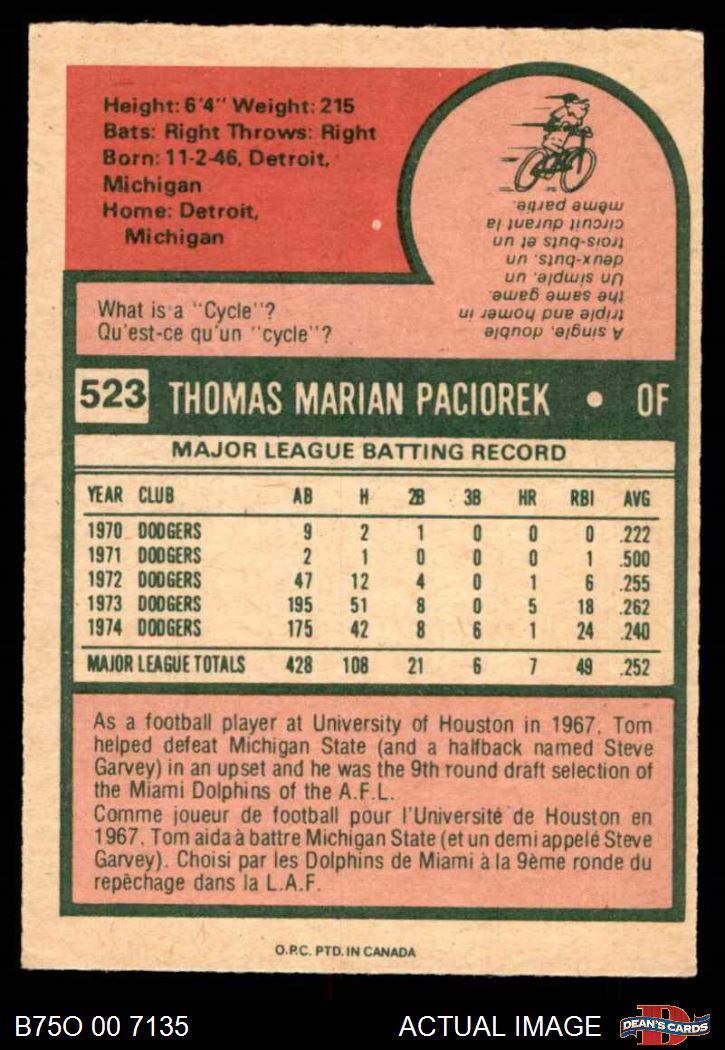 Height: 6'4" Weight: 215
Bats: Right Throws: Right
Born: 11-2-46, Detroit,
Michigan
Home: Detroit,
Michigan
What is a "Cycle"?
Qu'est-ce qu'un "cycle"?
A single, double
triple and homer in
the same game.
Un simple, un
deux-buts, un
trois-buts et un
circuit durant la
même partie.
523 THOMAS MARIAN PACIOREK • OF
MAJOR LEAGUE BATTING RECORD
YEAR CLUB AB H 2B 3B HR RBI AVG
1970 DODGERS 9 2 1 0 0 0 .222
1971 DODGERS 2 1 0 0 0 1 .500
1972 DODGERS 47 12 4 0 1 6 .255
1973 DODGERS 195 51 8 0 5 18 .262
1974 DODGERS 175 42 8 6 1 24 .240
MAJOR LEAGUE TOTALS 428 108 21 6 7 49 .252
As a football player at University of Houston in 1967, Tom
helped defeat Michigan State (and a halfback named Steve
Garvey) in an upset and he was the 9th round draft selection of
the Miami Dolphins of the A.F.L.
Comme joueur de football pour l'Université de Houston en
1967, Tom aida à battre Michigan State (et un demi appelé Steve
Garvey). Choisi par les Dolphins de Miami à la 9ème ronde du
repêchage dans la L.A.F.
O.P.C. PTD. IN CANADA
B75O 00 7135
ACTUAL IMAGE
D
DEAN'S CARDS